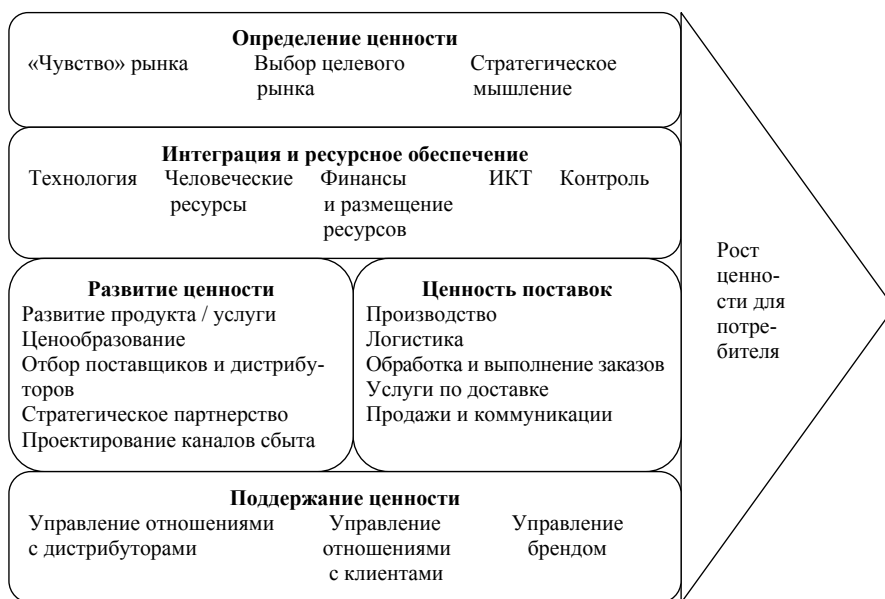 Определение ценности
«Чувство» рынка Выбор целевого Стратегическое
рынка мышление
Интеграция и ресурсное обеспечение
Технология Человеческие Финансы ИКТ Контроль
ресурсы и размещение
ресурсов
Развитие ценности
Развитие продукта / услуги
Ценообразование
Отбор поставщиков и дистрибу-
торов
Стратегическое партнерство
Проектирование каналов сбыта
Ценность поставок
Производство
Логистика
Обработка и выполнение заказов
Услуги по доставке
Продажи и коммуникации
Поддержание ценности
Управление отношениями Управление Управление
с дистрибуторами отношениями брендом
с клиентами
Рост
ценно-
сти для
потре-
бителя